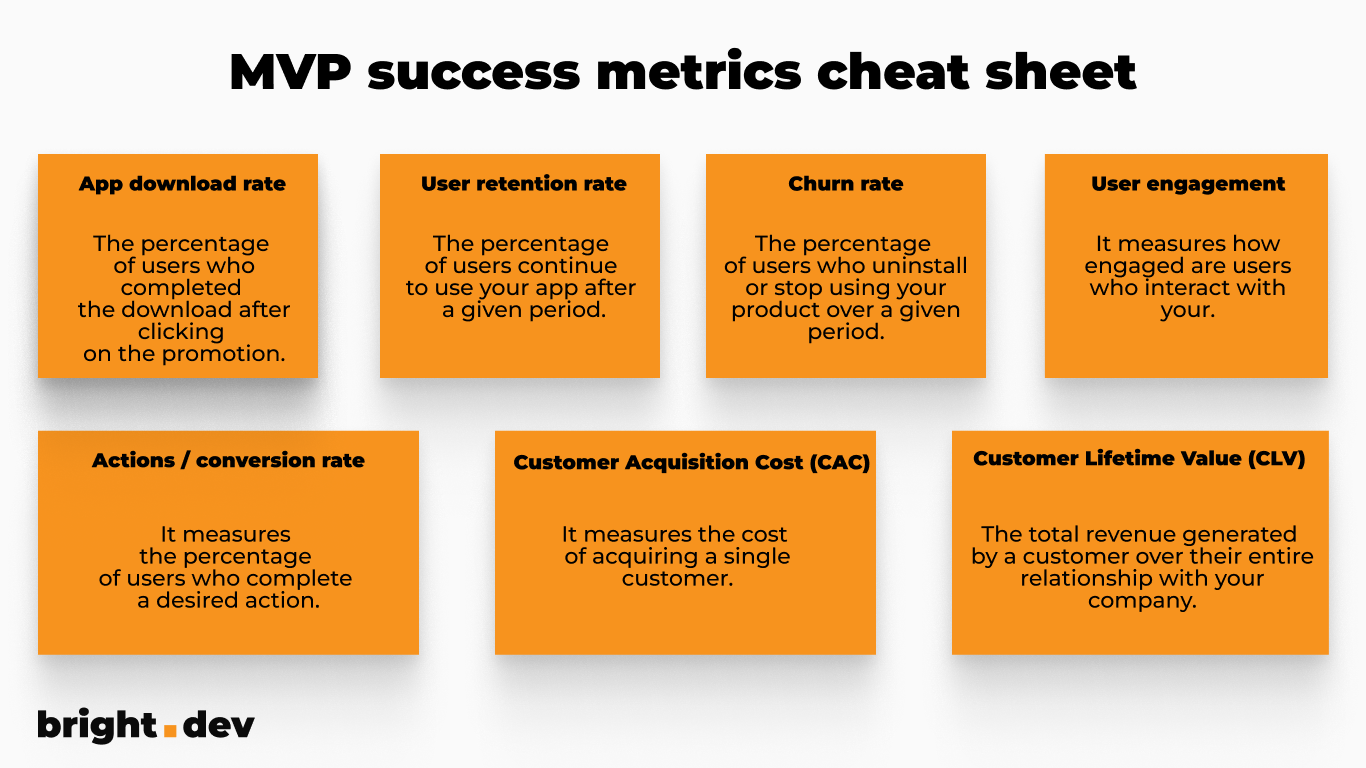 MVP success metrics cheat sheet
App download rate
The percentage
of users who
completed
the download after
clicking
on the promotion.
User retention rate
The percentage
of users continue
to use your app after
a given period.
Churn rate
The percentage
of users who uninstall
or stop using your
product over a given
period.
User engagement
It measures how
engaged are users
who interact with
your.
Actions / conversion rate
It measures
the percentage
of users who complete
a desired action.
Customer Acquisition Cost (CAC)
It measures the cost
of acquiring a single
customer.
Customer Lifetime Value (CLV)
The total revenue generated
by a customer over their entire
relationship with your
company.
bright.dev